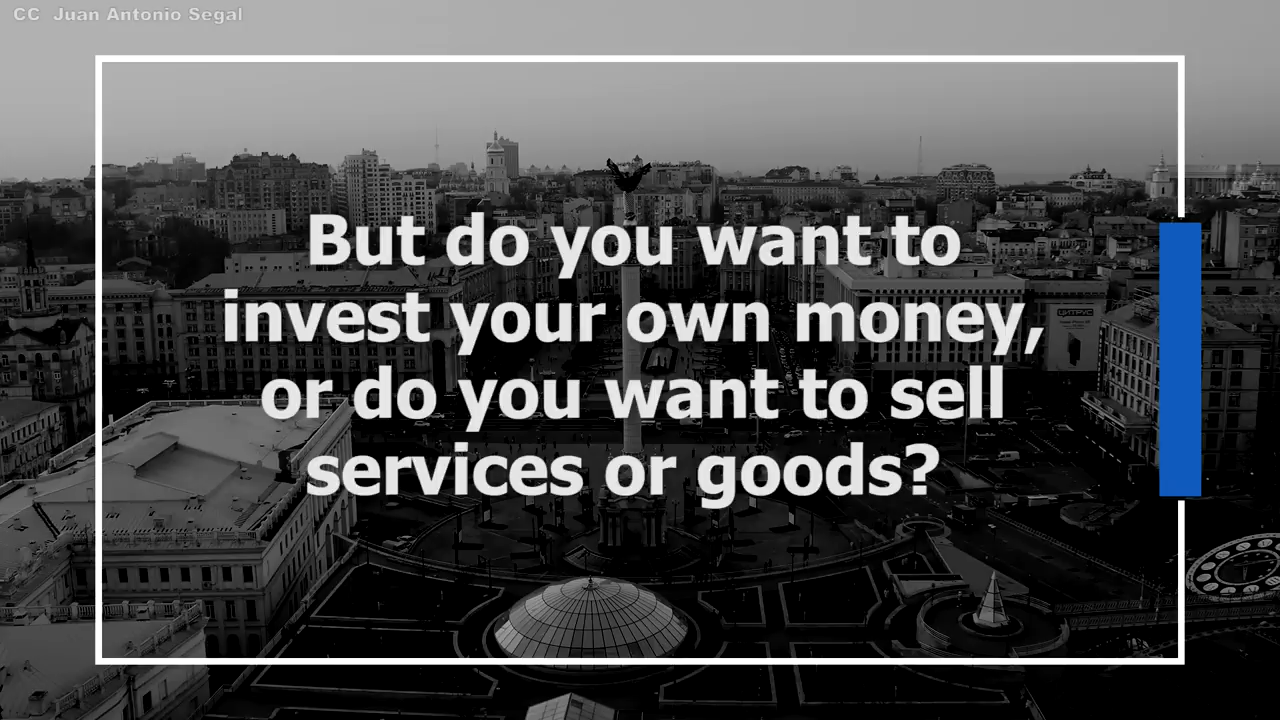 CC Juan Antonio Segal
But do you want to
invest your own money,
or do you want to sell
services or goods?
ЦИТРУС